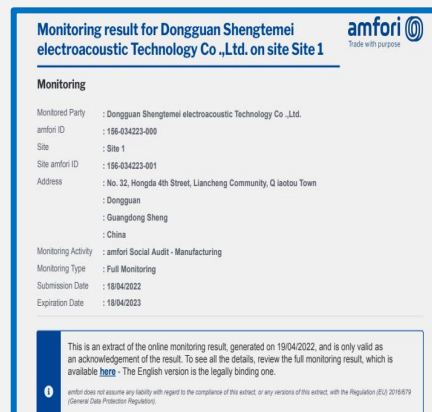 Monitoring result for Dongguan Shengtemei
electroacoustic Technology Co .,Ltd. on site Site 1
amfori
Trade with purpose
Monitoring
Monitored Party : Dongguan Shengtemei electroacoustic Technology Co .,Ltd.
amfori ID : 156-034223-000
Site : Site 1
Site amfori ID : 156-034223-001
Address : No. 32, Hongda 4th Street, Liancheng Community, Q iaotou Town
: Dongguan
: Guangdong Sheng
: China
Monitoring Activity : amfori Social Audit - Manufacturing
Monitoring Type : Full Monitoring
Submission Date : 18/04/2022
Expiration Date : 18/04/2023
This is an extract of the online monitoring result, generated on 19/04/2022, and is only valid as
an acknowledgement of the result. To see all the details, review the full monitoring result, which is
available here - The English version is the legally binding one.
amfori does not assume any liability with regard to the compliance of this extract, or any versions of this extract, with the Regulation (EU) 2016/679
(General Data Protection Regulation).